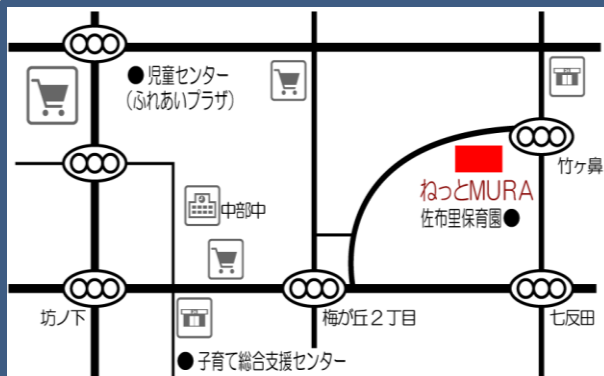 ●児童センター
(ふれあいプラザ)
竹ヶ鼻
ねっとMURA
佐布里保育園●
中部中
坊ノ下
梅が丘2丁目
七反田
●子育て総合支援センター